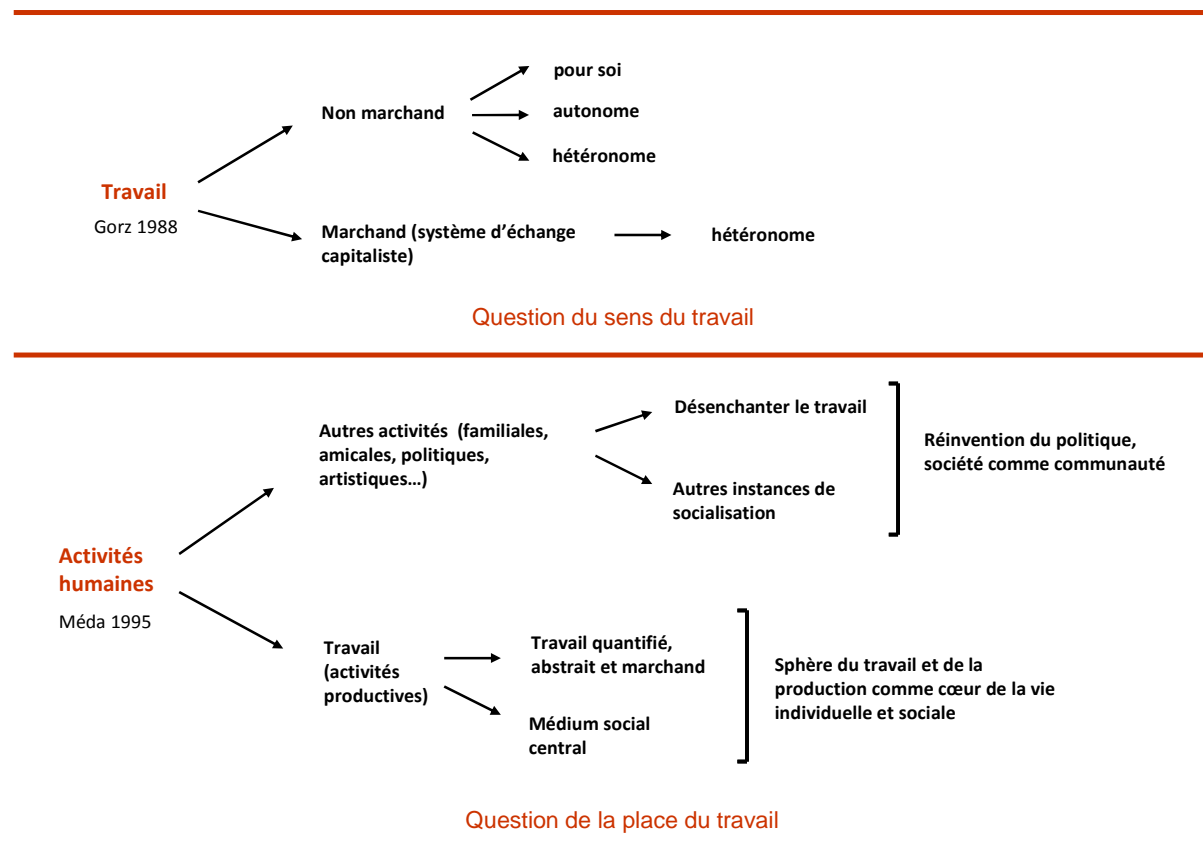 pour soi
Non marchand
autonome
hétéronome
Travail
Gorz 1988
Marchand (système d’échange
capitaliste)
hétéronome
Question du sens du travail
Autres activités (familiales,
amicales, politiques,
artistiques…)
Désenchanter le travail
Autres instances de
socialisation
Réinvention du politique,
société comme communauté
Activités
humaines
Méda 1995
Travail
(activités
productives)
Travail quantifié,
abstrait et marchand
Médium social
central
Sphère du travail et de la
production comme cœur de la vie
individuelle et sociale
Question de la place du travail